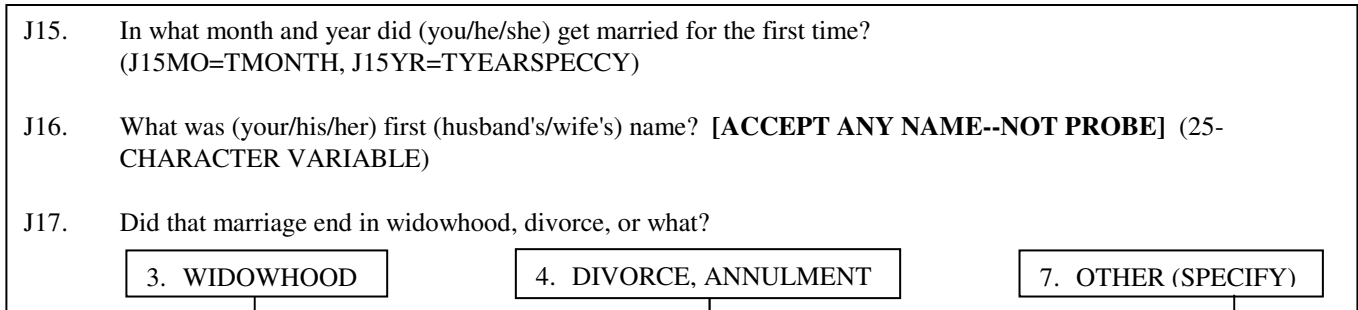 J15. In what month and year did (you/he/she) get married for the first time?
(J15MO=TMONTH, J15YR=TYEARSPECCY)
J16. What was (your/his/her) first (husband's/wife's) name? [ACCEPT ANY NAME--NOT PROBE] (25-
CHARACTER VARIABLE)
J17. Did that marriage end in widowhood, divorce, or what?
3. WIDOWHOOD 4. DIVORCE, ANNULMENT 7. OTHER (SPECIFY)